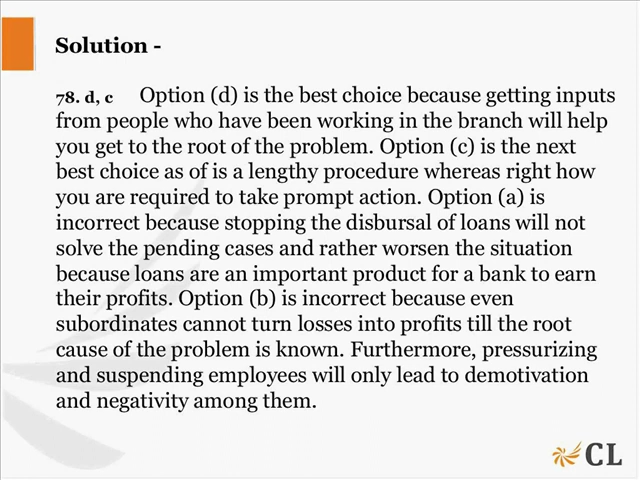 Solution -
78. d, c Option (d) is the best choice because getting inputs
from people who have been working in the branch will help
you get to the root of the problem. Option (c) is the next
best choice as of is a lengthy procedure whereas right how
you are required to take prompt action. Option (a) is
incorrect because stopping the disbursal of loans will not
solve the pending cases and rather worsen the situation
because loans are an important product for a bank to earn
their profits. Option (b) is incorrect because even
subordinates cannot turn losses into profits till the root
cause of the problem is known. Furthermore, pressurizing
and suspending employees will only lead to demotivation
and negativity among them.
CL